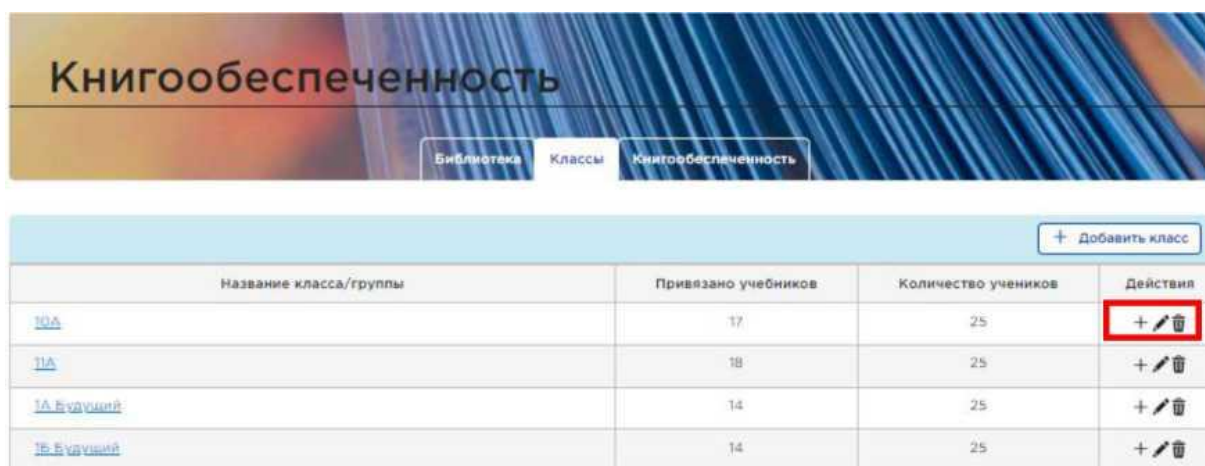 Книгообеспеченность
Библиотека Классы Книгообеспеченность
+ Добавить класс
Название класса/группы Привязано учебников Количество учеников Действия
10А 17 25
11А 18 25
1А Будущий 14 25
1Б Будущий 14 25